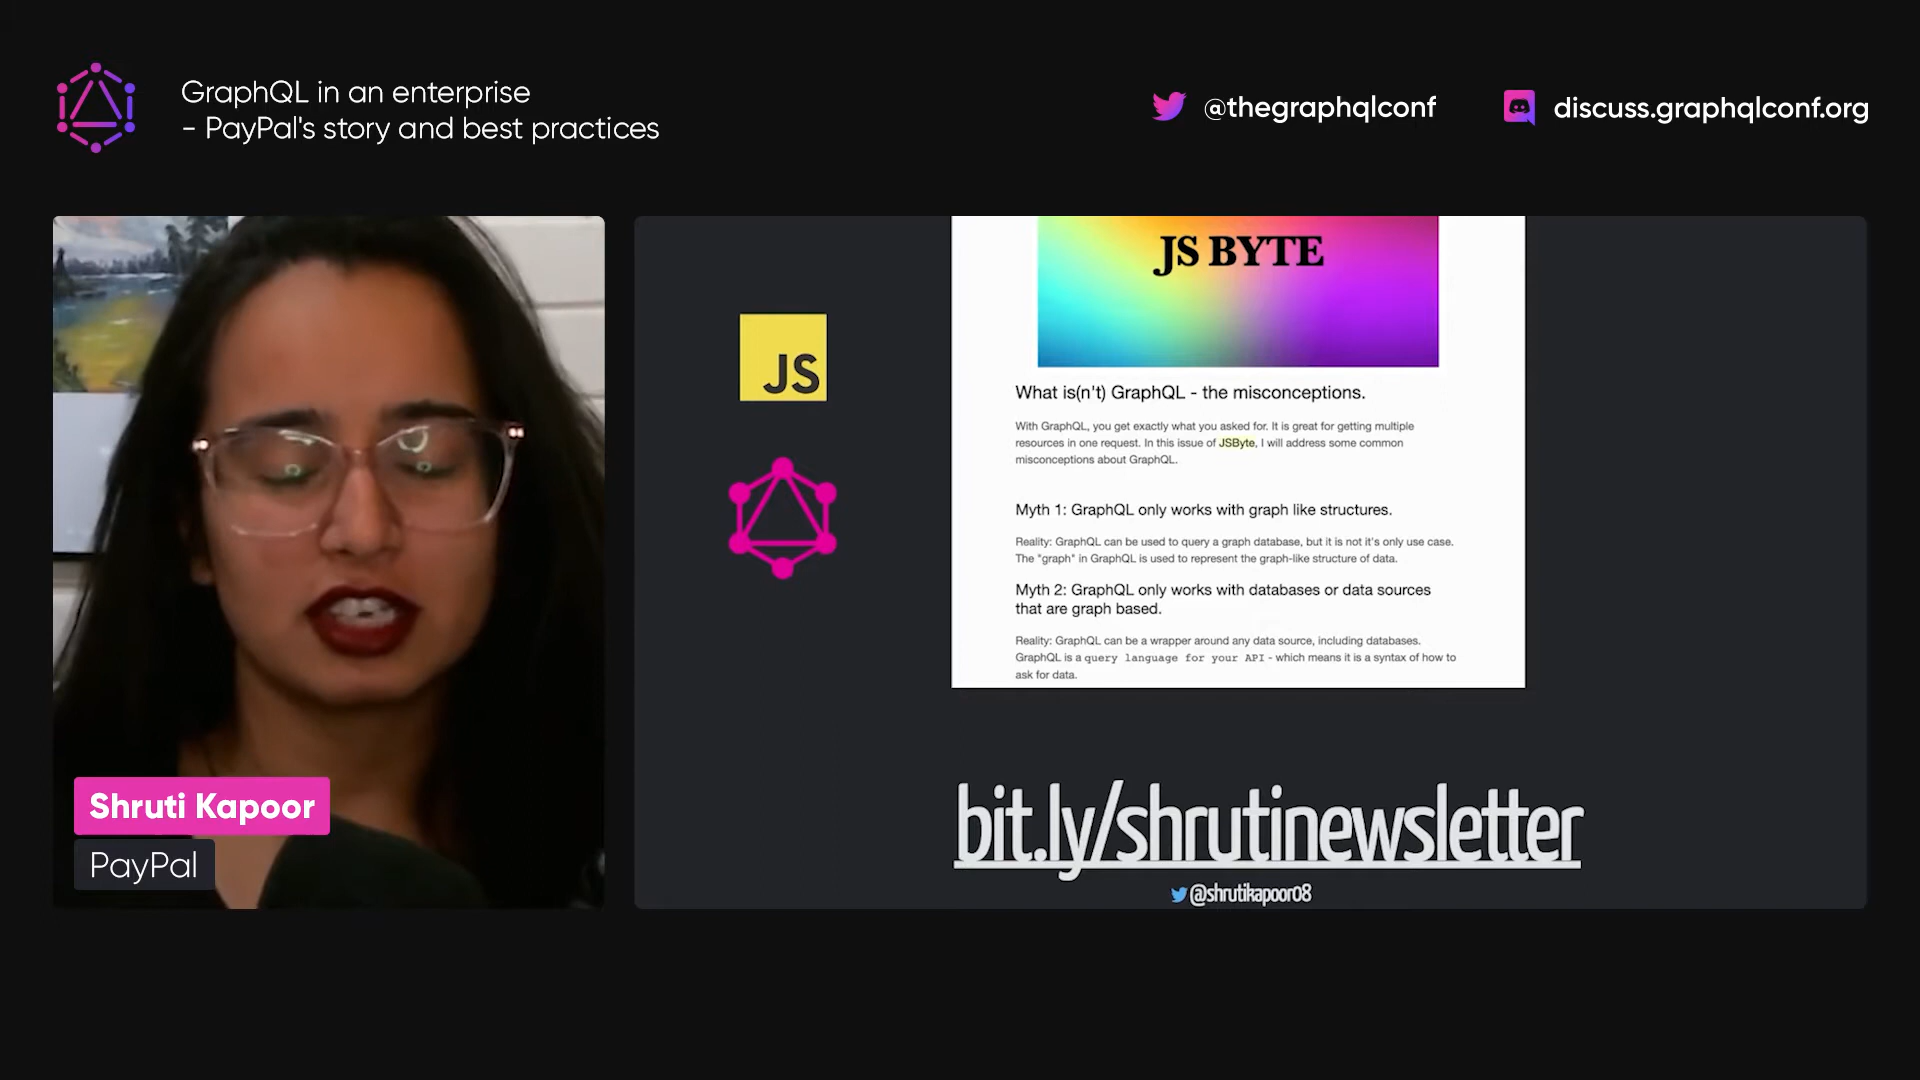 GraphQL in an enterprise
- PayPal's story and best practices
@thegraphqlconf
discuss.graphqlconf.org
JS BYTE
JS
What is(n't) GraphQL - the misconceptions.
With GraphQL, you get exactly what you asked for. It is great for getting multiple
resources in one request. In this issue of JSByte, I will address some common
misconceptions about GraphQL.
Myth 1: GraphQL only works with graph like structures.
Reality: GraphQL can be used to query a graph database, but it is not it's only use case.
The "graph" in GraphQL is used to represent the graph-like structure of data.
Myth 2: GraphQL only works with databases or data sources
that are graph based.
Reality: GraphQL can be a wrapper around any data source, including databases.
GraphQL is a query language for your API - which means it is a syntax of how to
ask for data.
Shruti Kapoor
PayPal
bit.ly/shrutinewsletter
@shrutikapoor08